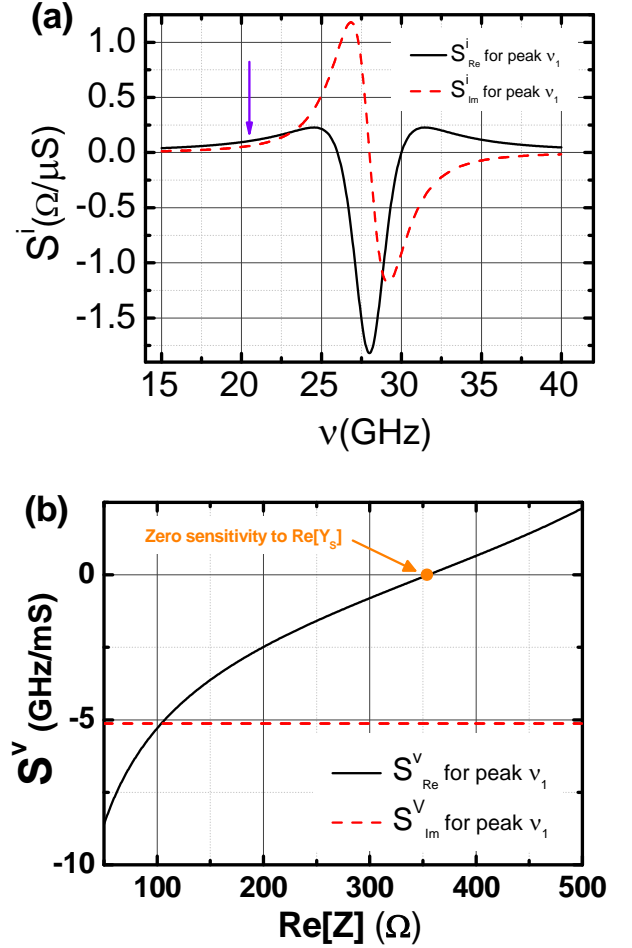 (a)
1.0
0.5
0.0
-0.5
-1.0
-1.5
S^i (Ω/μS)
S^i_Re for peak ν_1
S^i_Im for peak ν_1
15 20 25 30 35 40
ν(GHz)
(b)
Zero sensitivity to Re[Y_s]
0
-5
-10
S^v (GHz/mS)
S^v_Re for peak ν_1
S^V_Im for peak ν_1
100 200 300 400 500
Re[Z] (Ω)